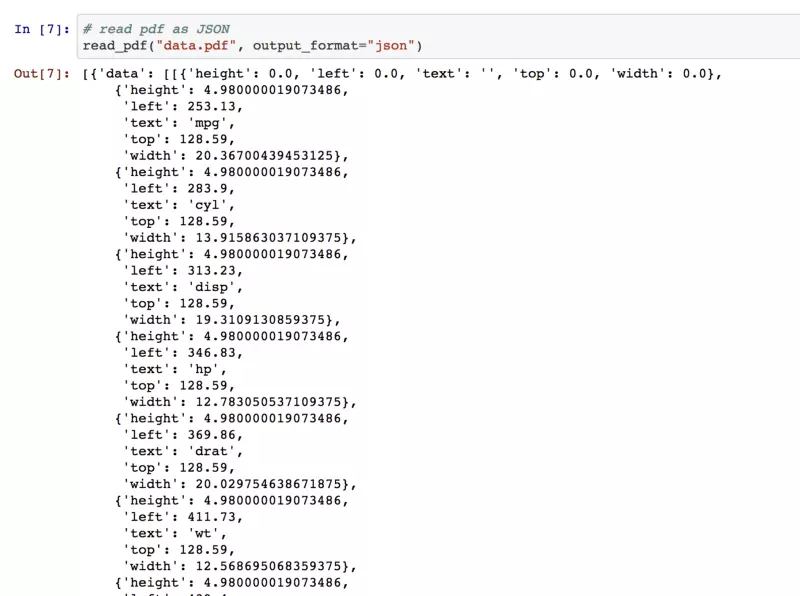 In [7]: # read pdf as JSON
read_pdf("data.pdf", output_format="json")
Out[7]: [{'data': [[{'height': 0.0, 'left': 0.0, 'text': '', 'top': 0.0, 'width': 0.0},
{'height': 4.980000019073486,
'left': 253.13,
'text': 'mpg',
'top': 128.59,
'width': 20.36700439453125},
{'height': 4.980000019073486,
'left': 283.9,
'text': 'cyl',
'top': 128.59,
'width': 13.915863037109375},
{'height': 4.980000019073486,
'left': 313.23,
'text': 'disp',
'top': 128.59,
'width': 19.3109130859375},
{'height': 4.980000019073486,
'left': 346.83,
'text': 'hp',
'top': 128.59,
'width': 12.783050537109375},
{'height': 4.980000019073486,
'left': 369.86,
'text': 'drat',
'top': 128.59,
'width': 20.029754638671875},
{'height': 4.980000019073486,
'left': 411.73,
'text': 'wt',
'top': 128.59,
'width': 12.568695068359375},
{'height': 4.980000019073486,